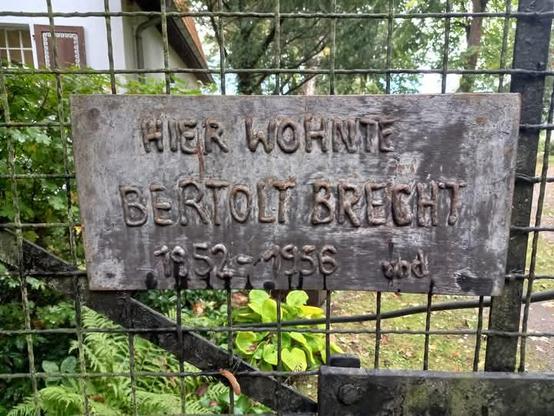 HIER WOHNTE
BERTOLT BRECHT
1952-1956